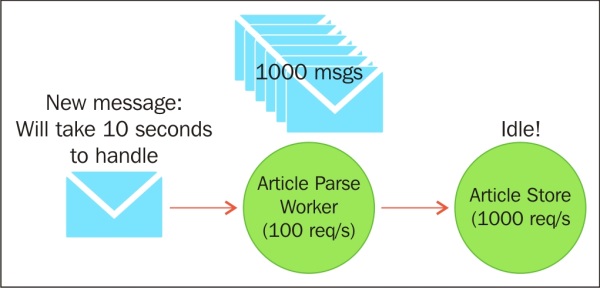 1000 msgs
New message:
Will take 10 seconds
to handle
Article Parse
Worker
(100 req/s)
Idle!
Article Store
(1000 req/s